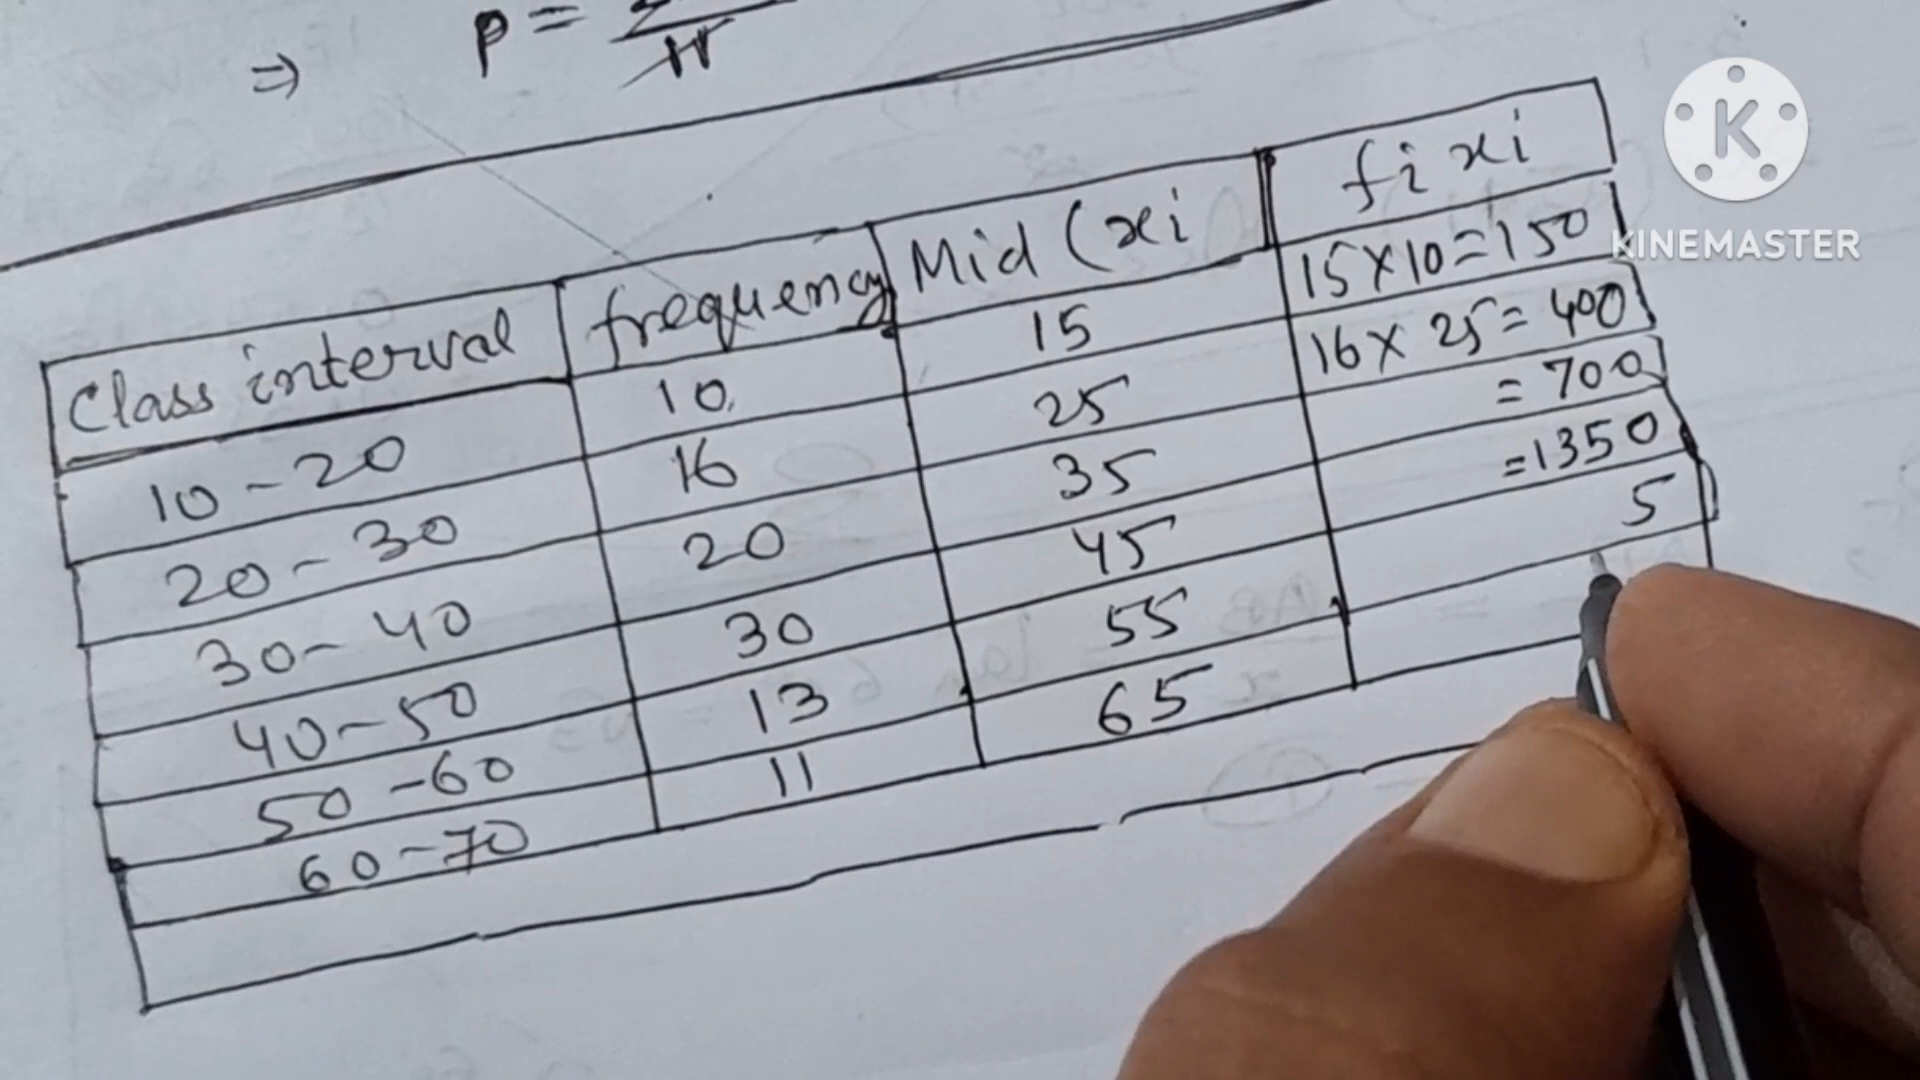 ⇒ p =
n
Class interval frequency Mid (xi fi xi
10 - 20 10 15 15 × 10 = 150
20 - 30 16 25 16 × 25 = 400
30 - 40 20 35 = 700
40 - 50 30 45 = 1350
50 - 60 13 55 5
60 - 70 11 65
K
KINEMASTER